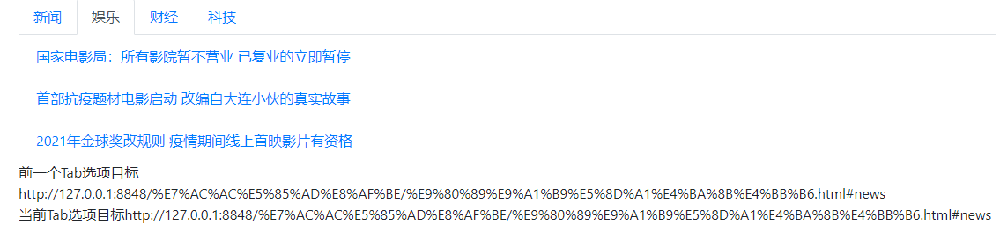 新闻 娱乐 财经 科技
国家电影局：所有影院暂不营业 已复业的立即暂停
首部抗疫题材电影启动 改编自大连小伙的真实故事
2021年金球奖改规则 疫情期间线上首映影片有资格
前一个Tab选项目标
http://127.0.0.1:8848/%E7%AC%AC%E5%85%AD%E8%AF%BE/%E9%80%89%E9%A1%B9%E5%8D%A1%E4%BA%8B%E4%BB%B6.html#news
当前Tab选项目标http://127.0.0.1:8848/%E7%AC%AC%E5%85%AD%E8%AF%BE/%E9%80%89%E9%A1%B9%E5%8D%A1%E4%BA%8B%E4%BB%B6.html#news